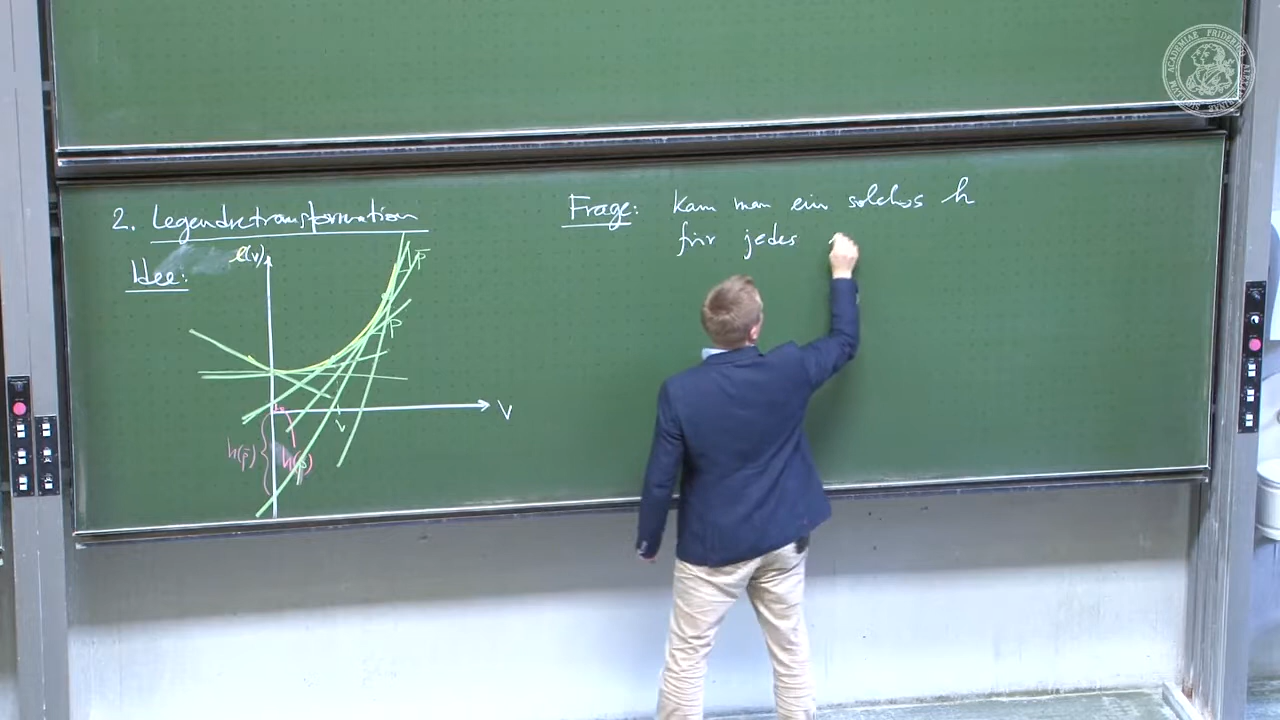 2. Legendretransformation
Idee:
l(v)
p̄
p
v
V
h(p̄)
h(p)
Frage: Kann man ein solches h
für jedes